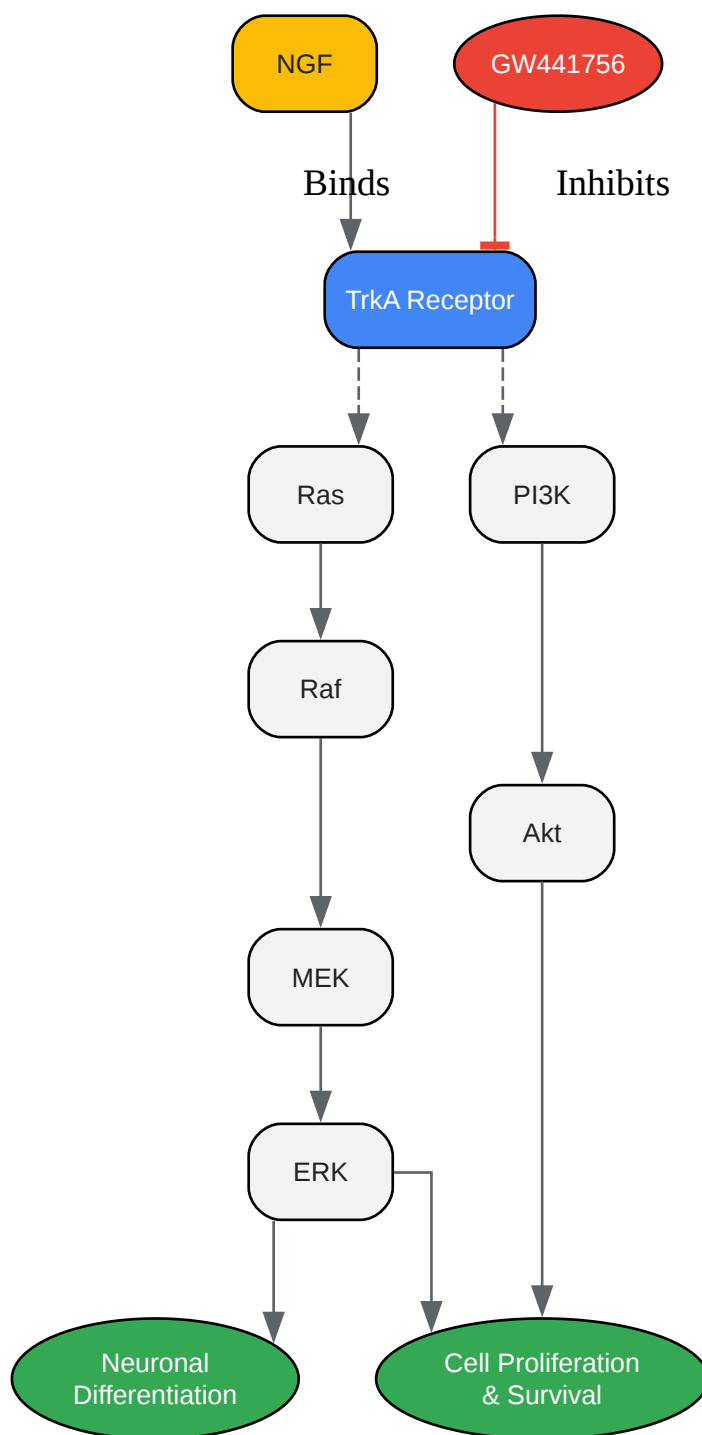 NGF
GW441756
Binds
Inhibits
TrkA Receptor
Ras
PI3K
Raf
Akt
MEK
ERK
Neuronal
Differentiation
Cell Proliferation
& Survival